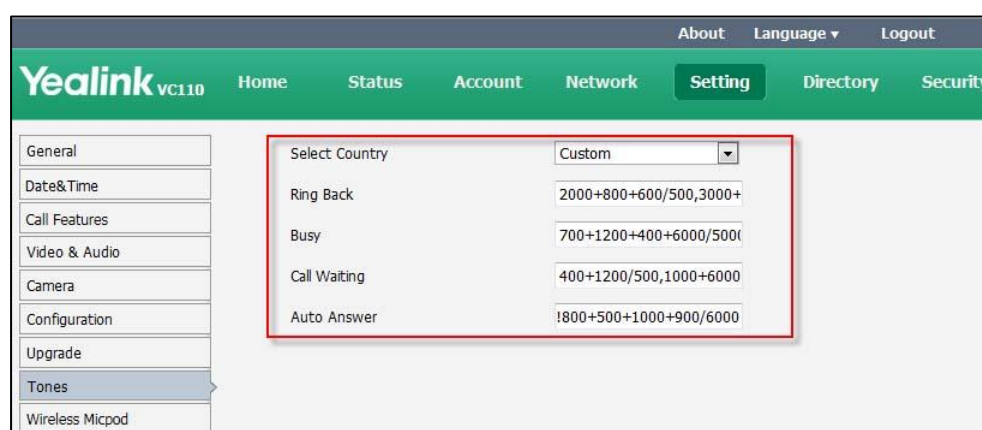 About Language ▾ Logout
Yealink VC110 Home Status Account Network Setting Directory Security
General
Date&Time
Call Features
Video & Audio
Camera
Configuration
Upgrade
Tones
Wireless Micpod
Select Country Custom
Ring Back 2000+800+600/500,3000+
Busy 700+1200+400+6000/500
Call Waiting 400+1200/500,1000+6000
Auto Answer !800+500+1000+900/6000